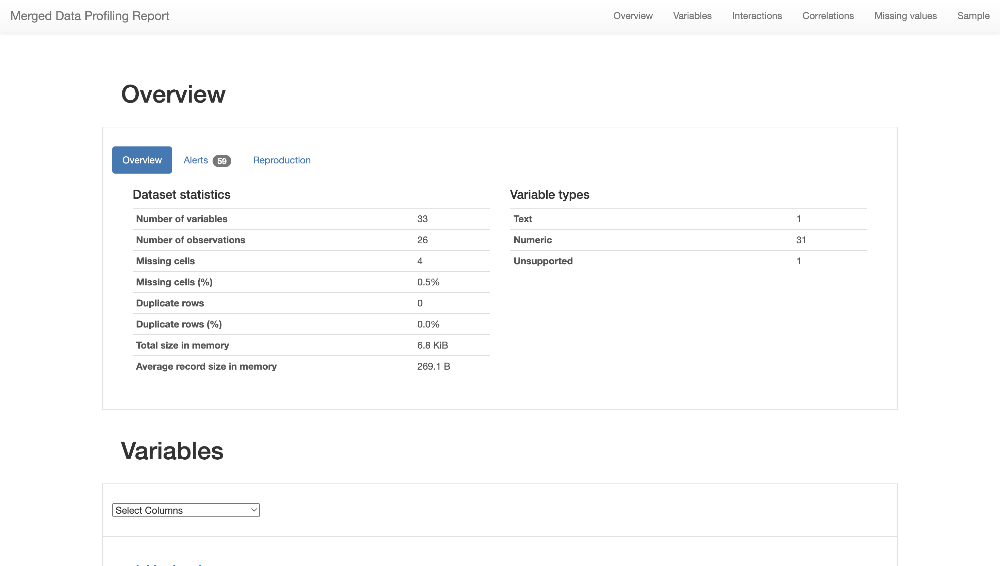 Merged Data Profiling Report Overview Variables Interactions Correlations Missing values Sample
Overview
Overview Alerts 59 Reproduction
Dataset statistics
Number of variables 33
Number of observations 26
Missing cells 4
Missing cells (%) 0.5%
Duplicate rows 0
Duplicate rows (%) 0.0%
Total size in memory 6.8 KiB
Average record size in memory 269.1 B
Variable types
Text 1
Numeric 31
Unsupported 1
Variables
Select Columns